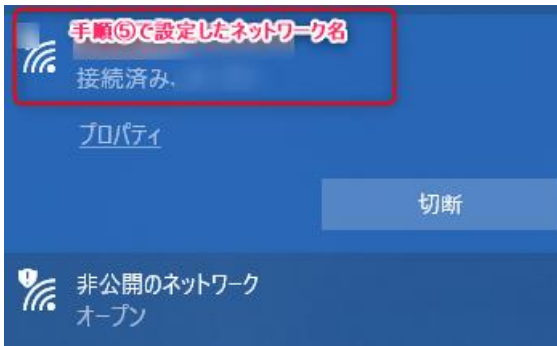 手順⑤で設定したネットワーク名
接続済み、
プロパティ
切断
非公開のネットワーク
オープン